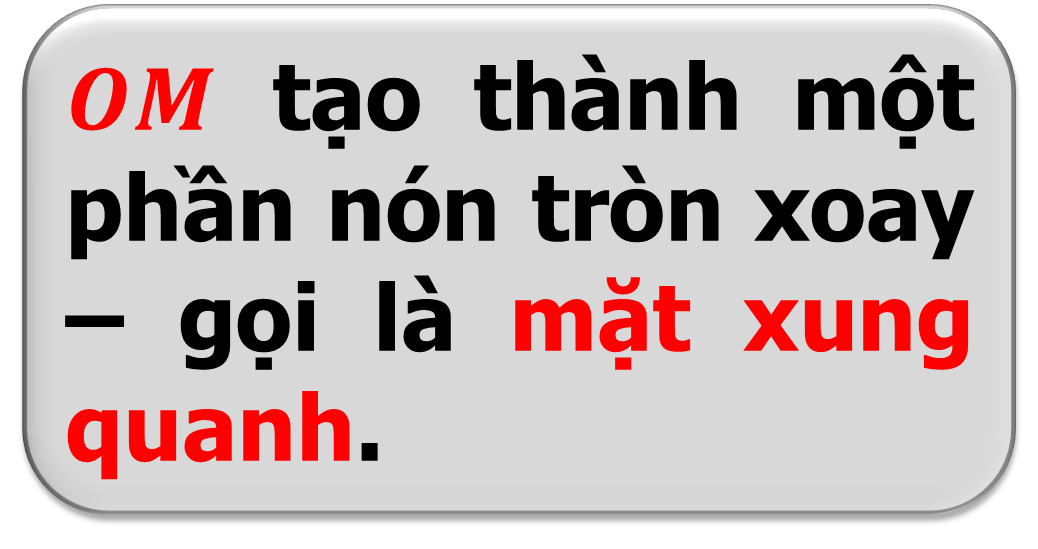 OM tạo thành một
phần nón tròn xoay
– gọi là mặt xung
quanh.